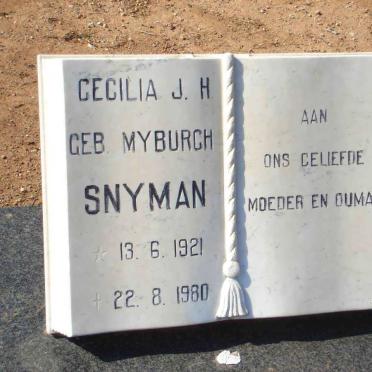 CECILIA J. H
GEB. MYBURGH
SNYMAN
* 13. 6. 1921
+ 22. 8. 1980
AAN
ONS GELIEFDE
MOEDER EN OUMA